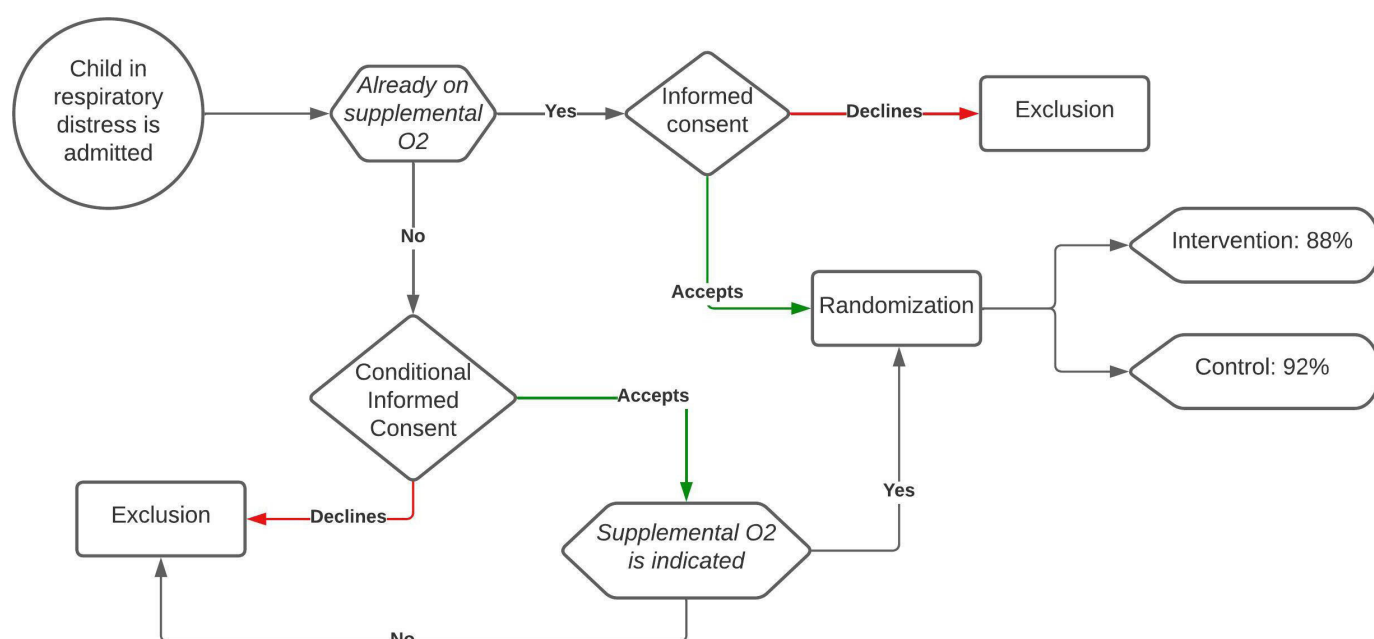 Child in
respiratory
distress is
admitted
Already on
supplemental
O2
Yes
Informed
consent
Declines
Exclusion
No
Accepts
Randomization
Intervention: 88%
Control: 92%
Conditional
Informed
Consent
Accepts
Declines
Exclusion
Supplemental O2
is indicated
Yes
No